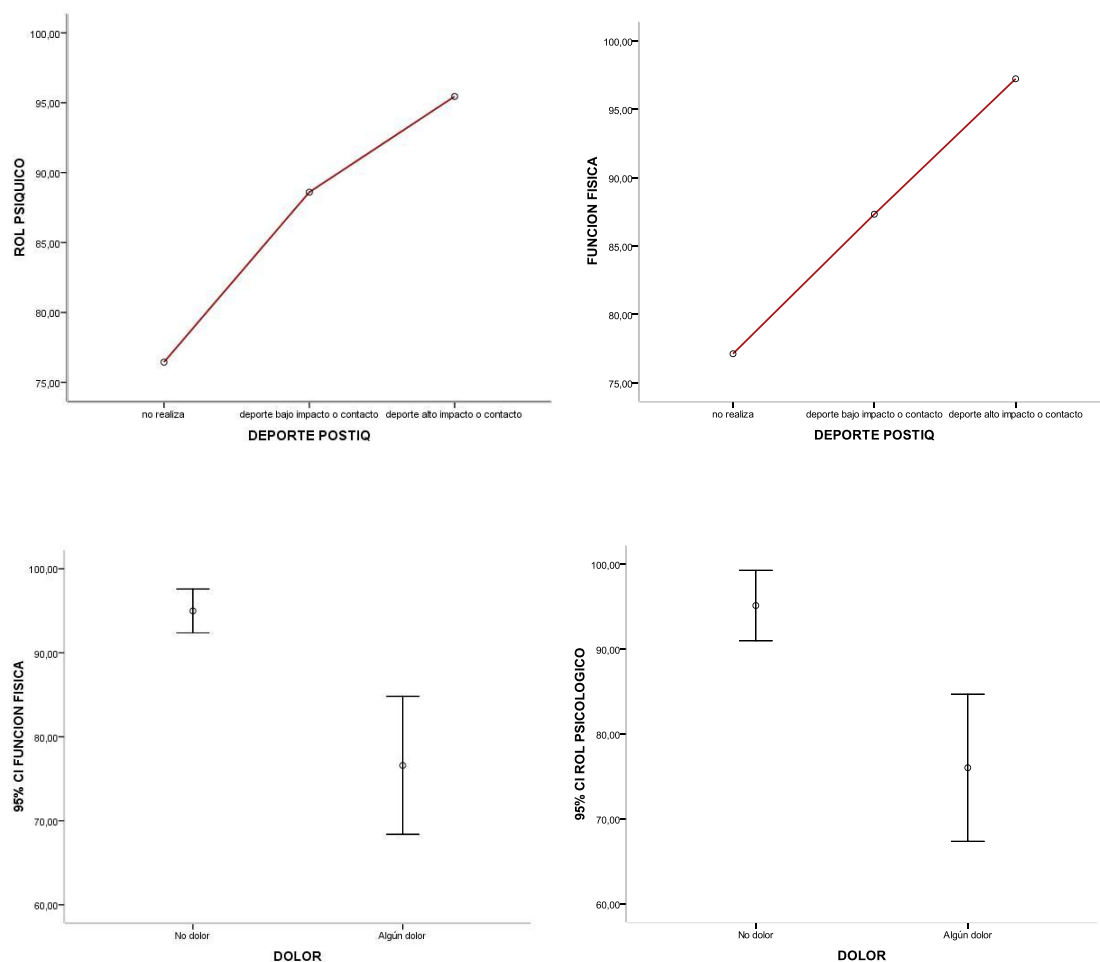 100,00
95,00
90,00
85,00
80,00
75,00
ROL PSIQUICO
no realiza
deporte bajo impacto o contacto
deporte alto impacto o contacto
DEPORTE POSTIQ
100,00
95,00
90,00
85,00
80,00
75,00
FUNCION FISICA
no realiza
deporte bajo impacto o contacto
deporte alto impacto o contacto
DEPORTE POSTIQ
100,00
90,00
80,00
70,00
60,00
95% CI FUNCION FISICA
No dolor
Algún dolor
DOLOR
100,00
90,00
80,00
70,00
60,00
95% CI ROL PSICOLOGICO
No dolor
Algún dolor
DOLOR